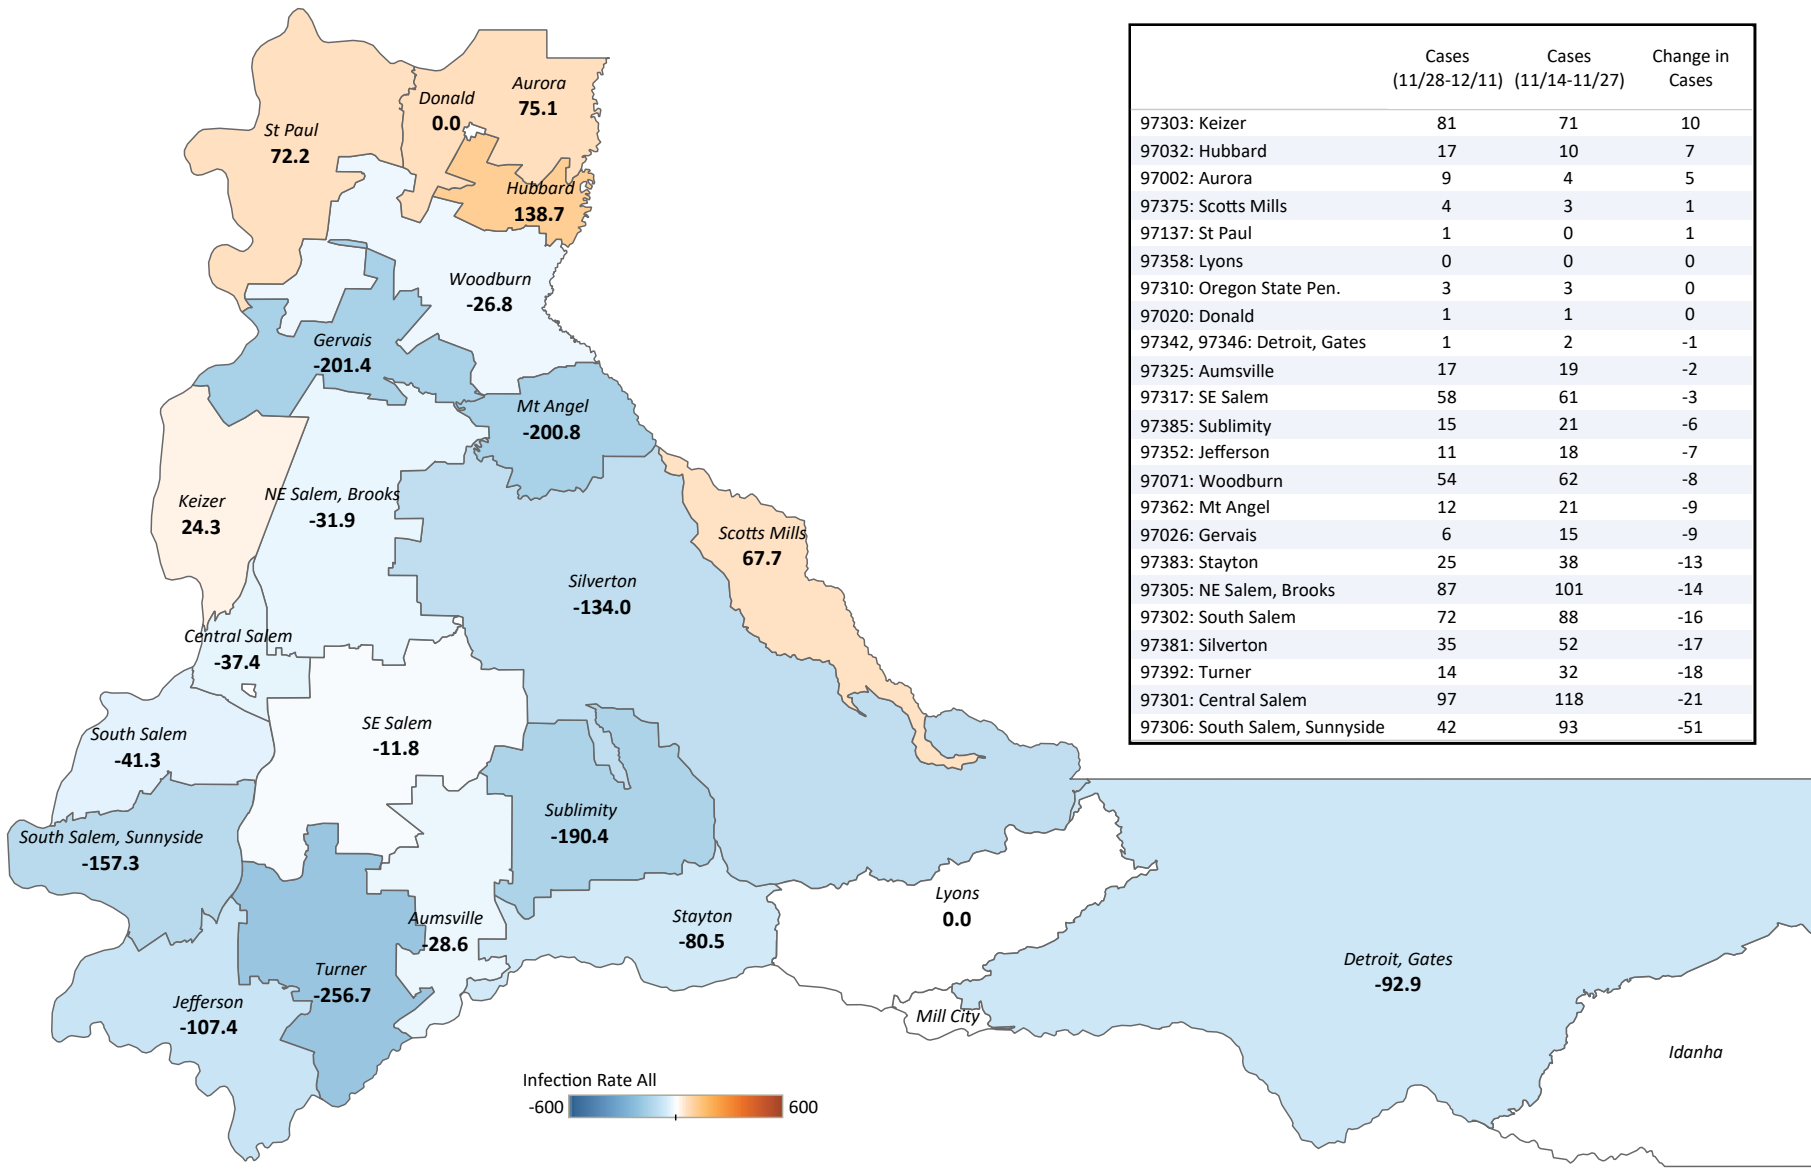 Cases Cases Change in
(11/28-12/11) (11/14-11/27) Cases
97303: Keizer 81 71 10
97032: Hubbard 17 10 7
97002: Aurora 9 4 5
97375: Scotts Mills 4 3 1
97137: St Paul 1 0 1
97358: Lyons 0 0 0
97310: Oregon State Pen. 3 3 0
97020: Donald 1 1 0
97342, 97346: Detroit, Gates 1 2 -1
97325: Aumsville 17 19 -2
97317: SE Salem 58 61 -3
97385: Sublimity 15 21 -6
97352: Jefferson 11 18 -7
97071: Woodburn 54 62 -8
97362: Mt Angel 12 21 -9
97026: Gervais 6 15 -9
97383: Stayton 25 38 -13
97305: NE Salem, Brooks 87 101 -14
97302: South Salem 72 88 -16
97381: Silverton 35 52 -17
97392: Turner 14 32 -18
97301: Central Salem 97 118 -21
97306: South Salem, Sunnyside 42 93 -51
Aurora
75.1
Donald
0.0
St Paul
72.2
Hubbard
138.7
Woodburn
-26.8
Gervais
-201.4
Mt Angel
-200.8
Keizer
24.3
NE Salem, Brooks
-31.9
Scotts Mills
67.7
Silverton
-134.0
Central Salem
-37.4
South Salem
-41.3
SE Salem
-11.8
Sublimity
-190.4
South Salem, Sunnyside
-157.3
Lyons
0.0
Aumsville
-28.6
Stayton
-80.5
Detroit, Gates
-92.9
Turner
-256.7
Jefferson
-107.4
Mill City
Idanha
Infection Rate All
-600 600